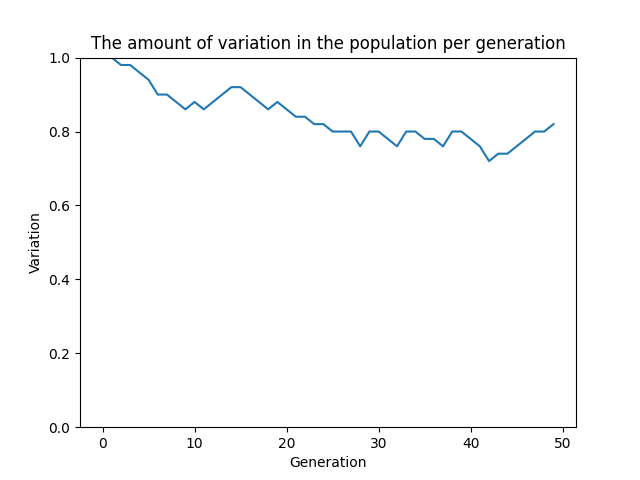 The amount of variation in the population per generation
1.0
0.8
0.6
0.4
0.2
0.0
Variation
0 10 20 30 40 50
Generation